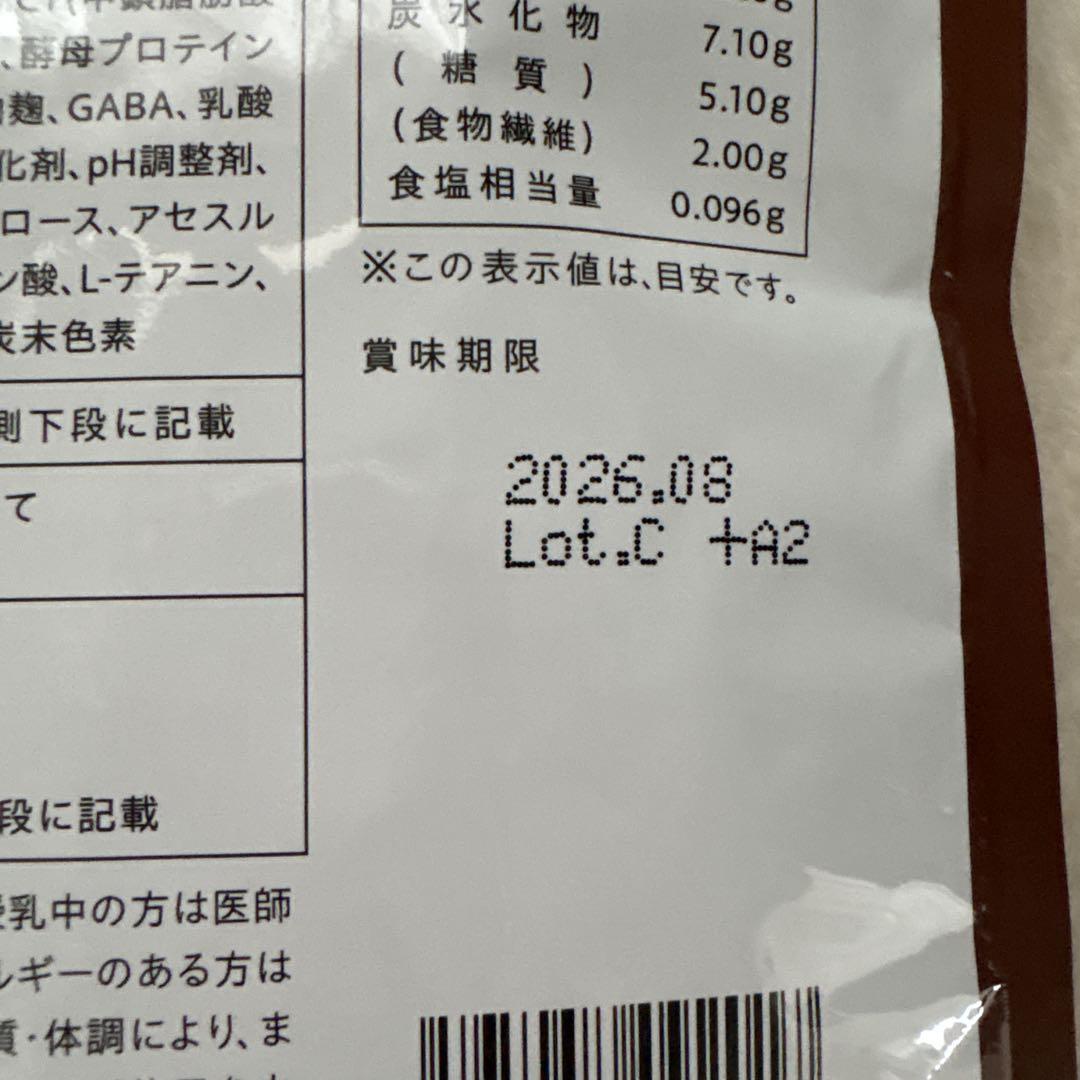 、酵母プロテイン
麹、GABA、乳酸
化剤、pH調整剤、
ロース、アセスル
ン酸、L-テアニン、
炭末色素
側下段に記載
て
段に記載
授乳中の方は医師
ルギーのある方は
質・体調により、ま
炭水化物 7.10g
(糖質) 5.10g
(食物繊維) 2.00g
食塩相当量 0.096g
※この表示値は、目安です。
賞味期限
2026.08
Lot.C +A2